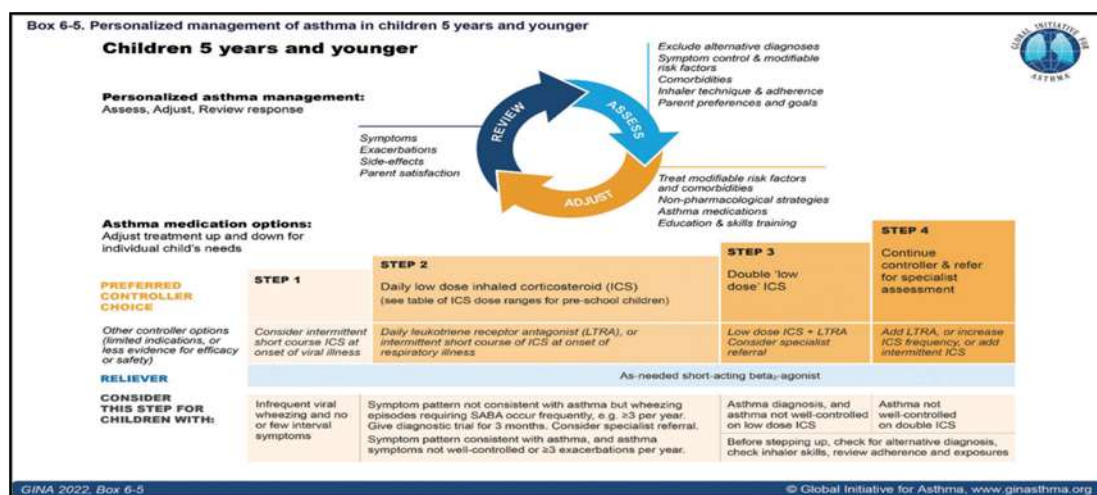 Box 6-5. Personalized management of asthma in children 5 years and younger
Children 5 years and younger
Personalized asthma management:
Assess, Adjust, Review response
Exclude alternative diagnoses
Symptom control & modifiable
risk factors
Comorbidities
Inhaler technique & adherence
Parent preferences and goals
GLOBAL INITIATIVE FOR
ASTHMA
REVIEW
ASSESS
ADJUST
Symptoms
Exacerbations
Side-effects
Parent satisfaction
Treat modifiable risk factors
and comorbidities
Non-pharmacological strategies
Asthma medications
Education & skills training
Asthma medication options:
Adjust treatment up and down for
individual child's needs
PREFERRED
CONTROLLER
CHOICE
STEP 1
STEP 2
Daily low dose inhaled corticosteroid (ICS)
(see table of ICS dose ranges for pre-school children)
STEP 3
Double 'low
dose' ICS
STEP 4
Continue
controller & refer
for specialist
assessment
Other controller options
(limited indications, or
less evidence for efficacy
or safety)
Consider intermittent
short course ICS at
onset of viral illness
Daily leukotriene receptor antagonist (LTRA), or
intermittent short course of ICS at onset of
respiratory illness
Low dose ICS + LTRA
Consider specialist
referral
Add LTRA, or increase
ICS frequency, or add
intermittent ICS
RELIEVER
As-needed short-acting beta₂-agonist
CONSIDER
THIS STEP FOR
CHILDREN WITH:
Infrequent viral
wheezing and no
or few interval
symptoms
Symptom pattern not consistent with asthma but wheezing
episodes requiring SABA occur frequently, e.g. ≥3 per year.
Give diagnostic trial for 3 months. Consider specialist referral.
Symptom pattern consistent with asthma, and asthma
symptoms not well-controlled or ≥3 exacerbations per year.
Asthma diagnosis, and
asthma not well-controlled
on low dose ICS
Asthma not
well-controlled
on double ICS
Before stepping up, check for alternative diagnosis,
check inhaler skills, review adherence and exposures
GINA 2022, Box 6-5
© Global Initiative for Asthma, www.ginasthma.org